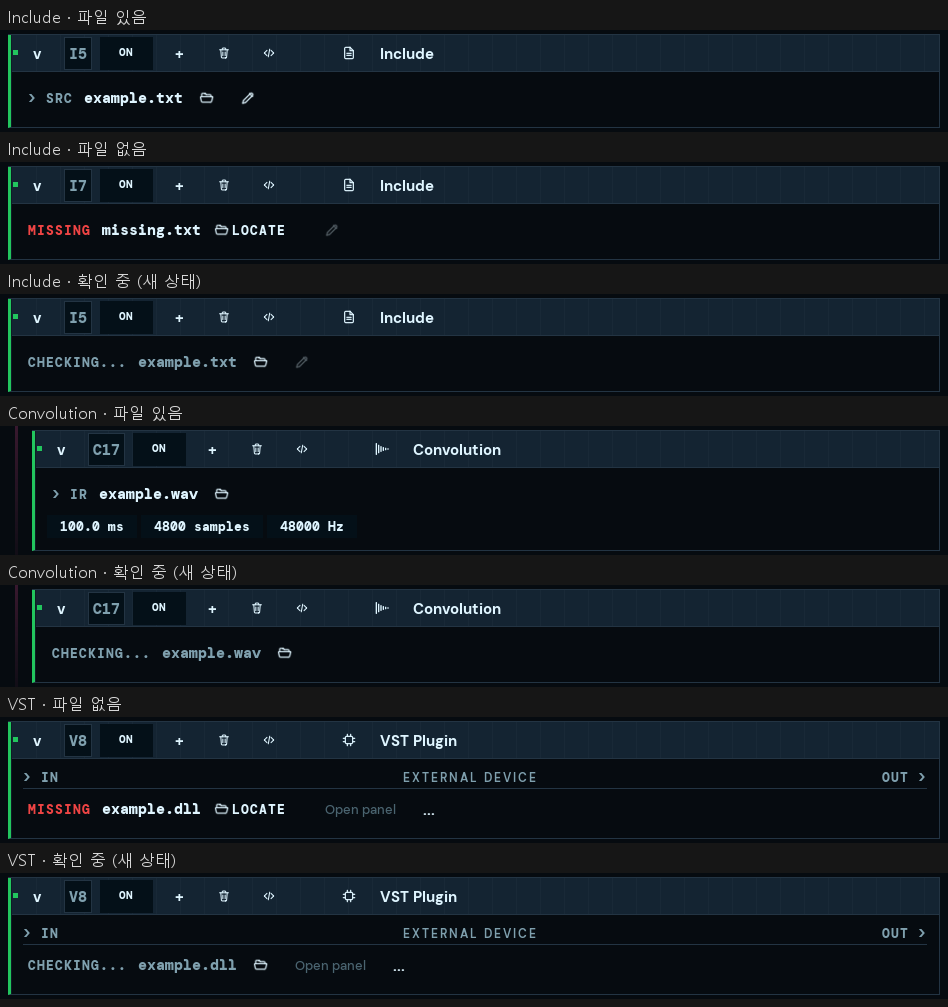 Include · 파일 있음
v I5 ON + </> Include
> SRC example.txt
Include · 파일 없음
v I7 ON + </> Include
MISSING missing.txt LOCATE
Include · 확인 중 (새 상태)
v I5 ON + </> Include
CHECKING... example.txt
Convolution · 파일 있음
v C17 ON + </> Convolution
> IR example.wav
100.0 ms 4800 samples 48000 Hz
Convolution · 확인 중 (새 상태)
v C17 ON + </> Convolution
CHECKING... example.wav
VST · 파일 없음
v V8 ON + </> VST Plugin
> IN EXTERNAL DEVICE OUT >
MISSING example.dll LOCATE Open panel ...
VST · 확인 중 (새 상태)
v V8 ON + </> VST Plugin
> IN EXTERNAL DEVICE OUT >
CHECKING... example.dll Open panel ...